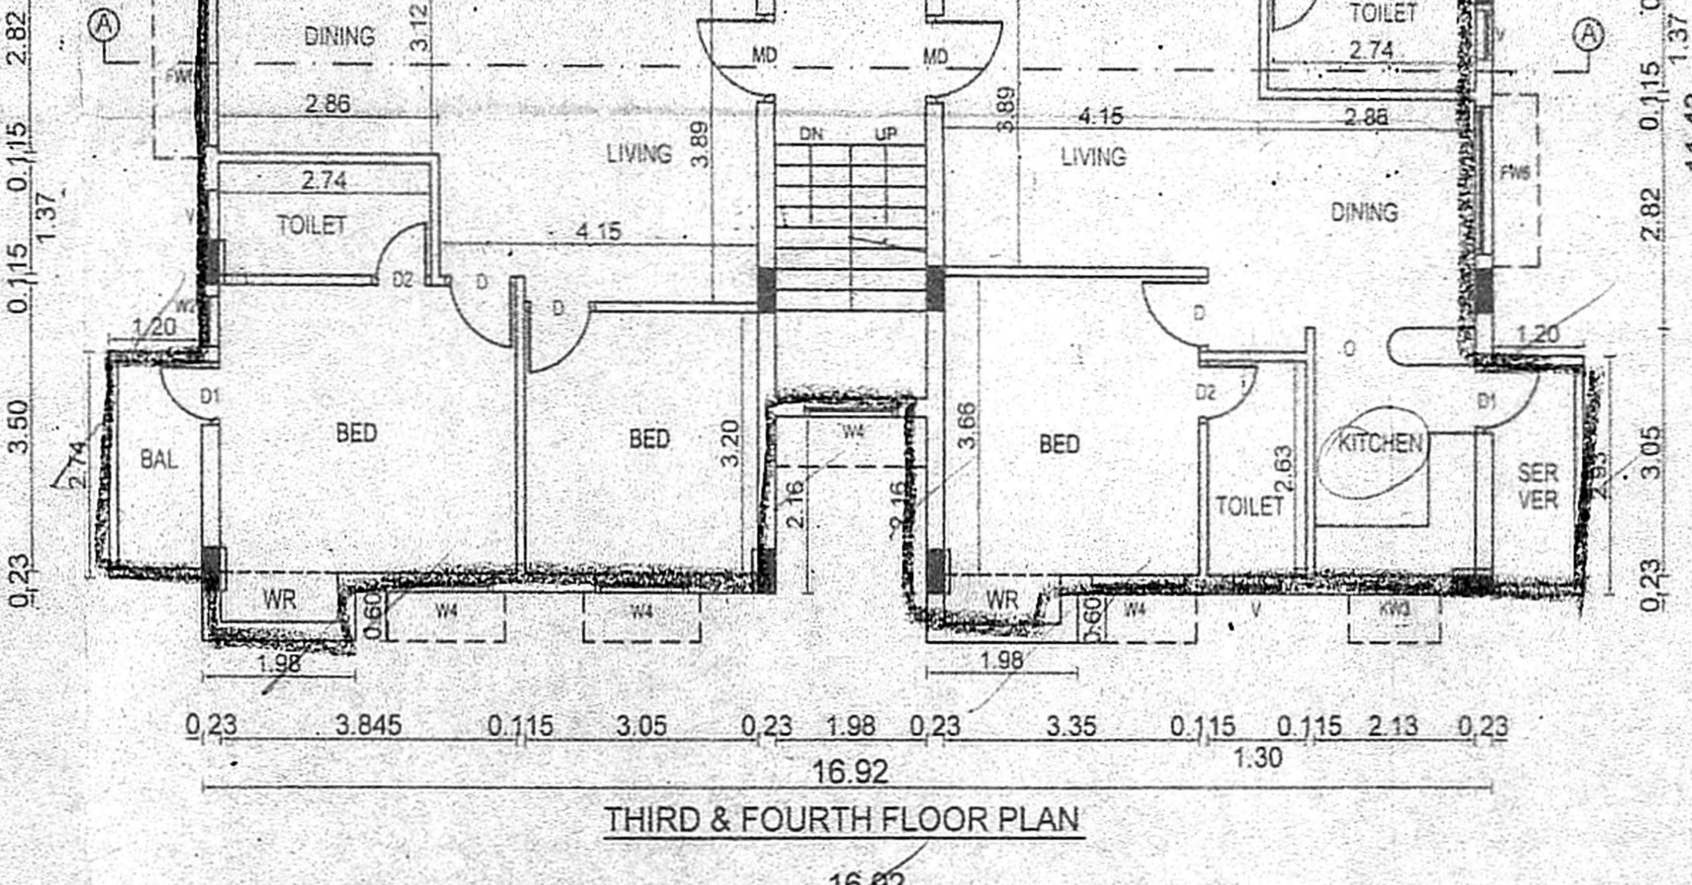 A
2.82
DINING
3.12
MD
MD
TOILET
2.74
V
A
1.37
FW6
2.86
3.89
4.15
2.86
0.115
0.115
DN
UP
LIVING
3.89
LIVING
FW6
2.74
1.37
V
TOILET
4.15
DINING
2.82
0.115
D2
D
D
D
W2
1.20
O
1.20
D1
D2
D1
3.50
2.74
BAL
BED
BED
3.20
W4
3.66
BED
2.63
KITCHEN
SER
VER
2.93
3.05
2.16
2.16
TOILET
0.23
WR
0.60
W4
W4
WR
0.60
W4
V
KW3
0.23
1.98
1.98
0.23 3.845 0.115 3.05 0.23 1.98 0.23 3.35 0.115 0.115 2.13 0.23
1.30
16.92
THIRD & FOURTH FLOOR PLAN
16.92